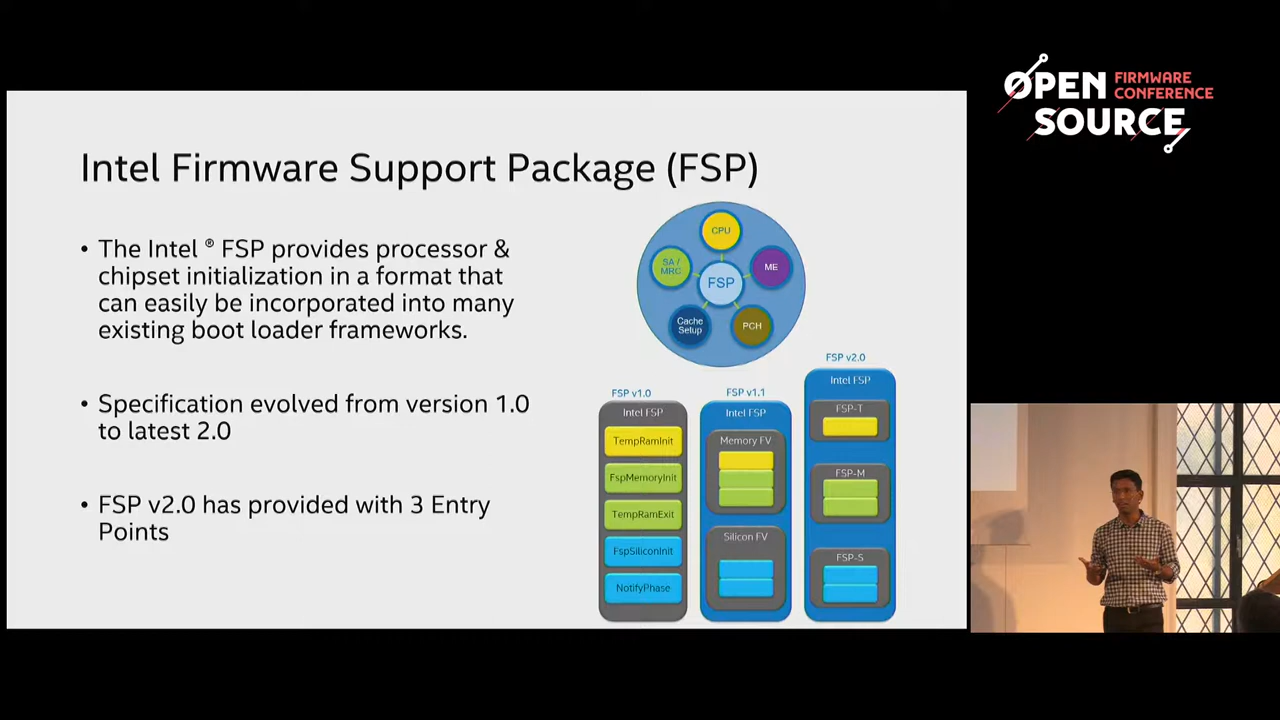 OPEN FIRMWARE
CONFERENCE
SOURCE
Intel Firmware Support Package (FSP)
• The Intel ® FSP provides processor &
chipset initialization in a format that
can easily be incorporated into many
existing boot loader frameworks.
• Specification evolved from version 1.0
to latest 2.0
• FSP v2.0 has provided with 3 Entry
Points
CPU
SA /
MRC
ME
FSP
Cache
Setup
PCH
FSP v1.0
Intel FSP
TempRamInit
FspMemoryInit
TempRamExit
FspSiliconInit
NotifyPhase
FSP v1.1
Intel FSP
Memory FV
Silicon FV
FSP v2.0
Intel FSP
FSP-T
FSP-M
FSP-S